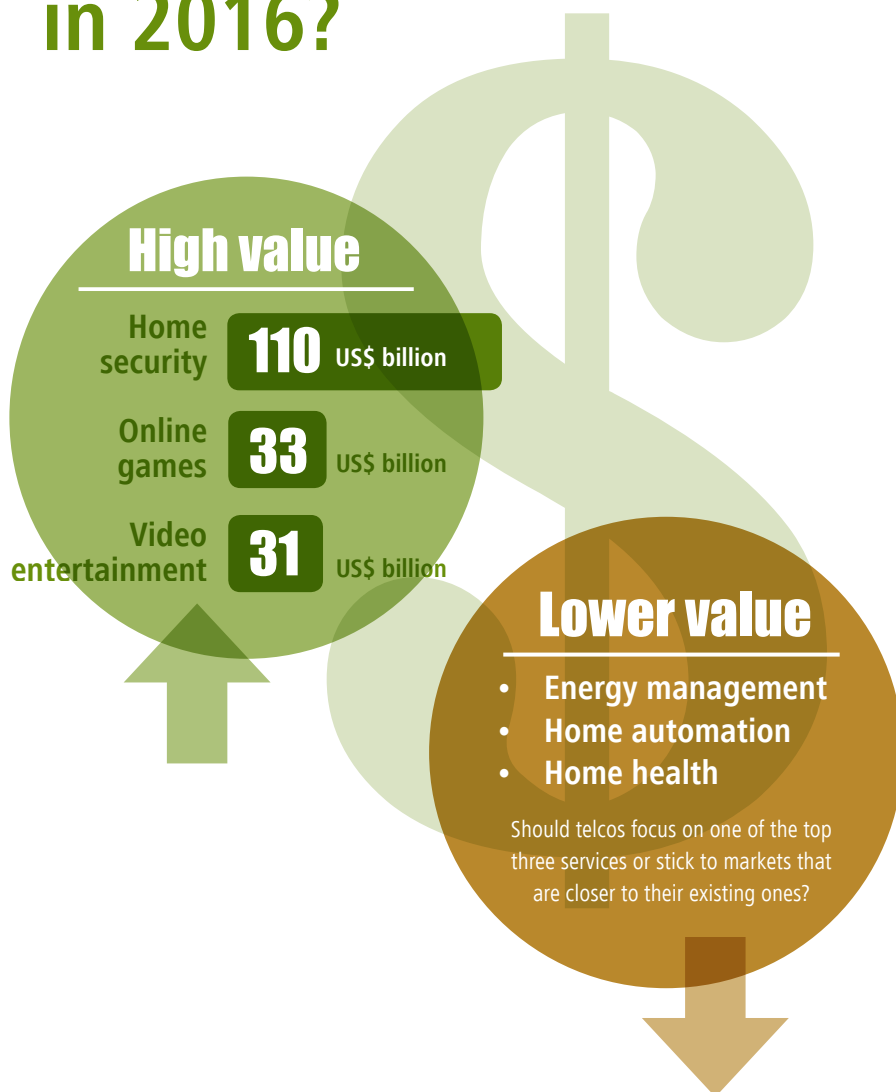 in 2016?
High value
Home
security
110 US$ billion
Online
games
33 US$ billion
Video
entertainment
31 US$ billion
Lower value
• Energy management
• Home automation
• Home health
Should telcos focus on one of the top
three services or stick to markets that
are closer to their existing ones?